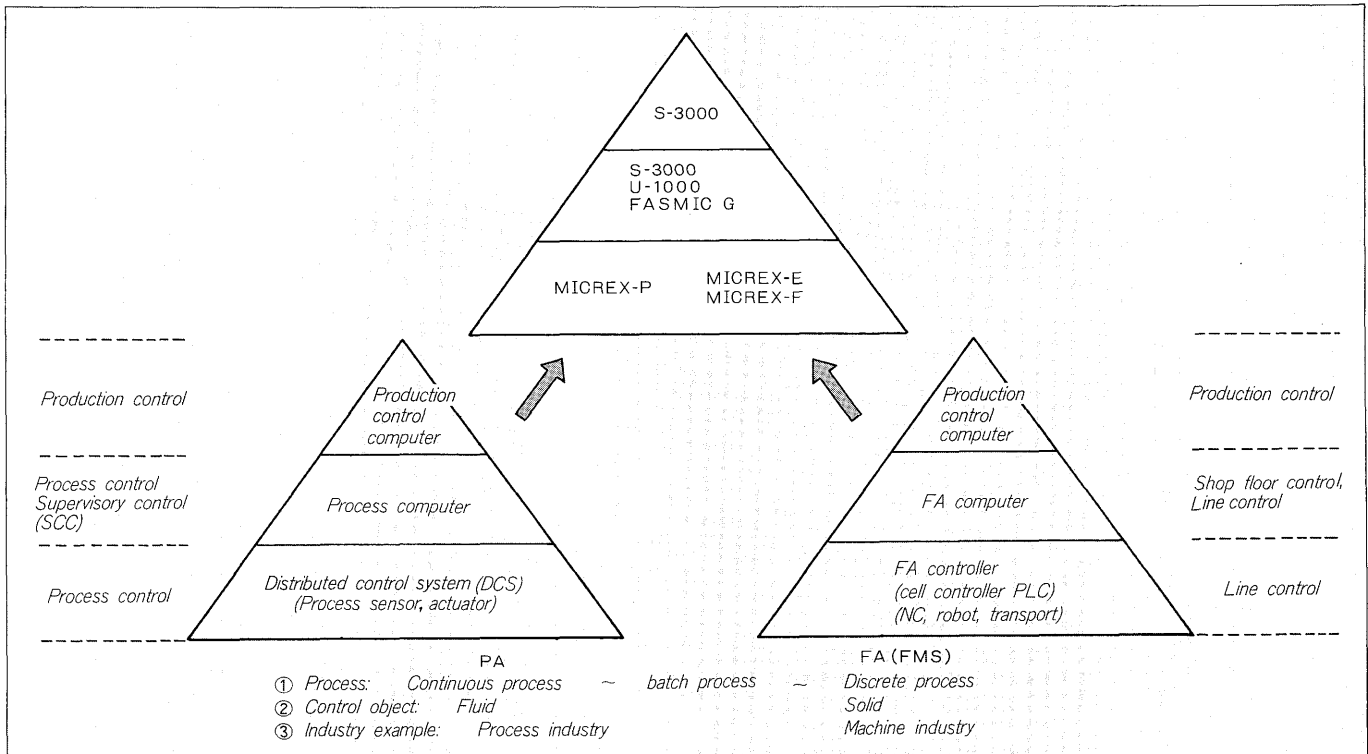 S-3000
S-3000
U-1000
FASMIC G
MICREX-P
MICREX-E
MICREX-F
Production control
Process control
Supervisory control
(SCC)
Process control
Production
control
computer
Process computer
Distributed control system (DCS)
(Process sensor, actuator)
Production
control
computer
FA computer
FA controller
(cell controller PLC)
(NC, robot, transport)
Production control
Shop floor control,
Line control
Line control
PA
FA (FMS)
① Process: Continuous process ~ batch process ~ Discrete process
② Control object: Fluid Solid
③ Industry example: Process industry Machine industry